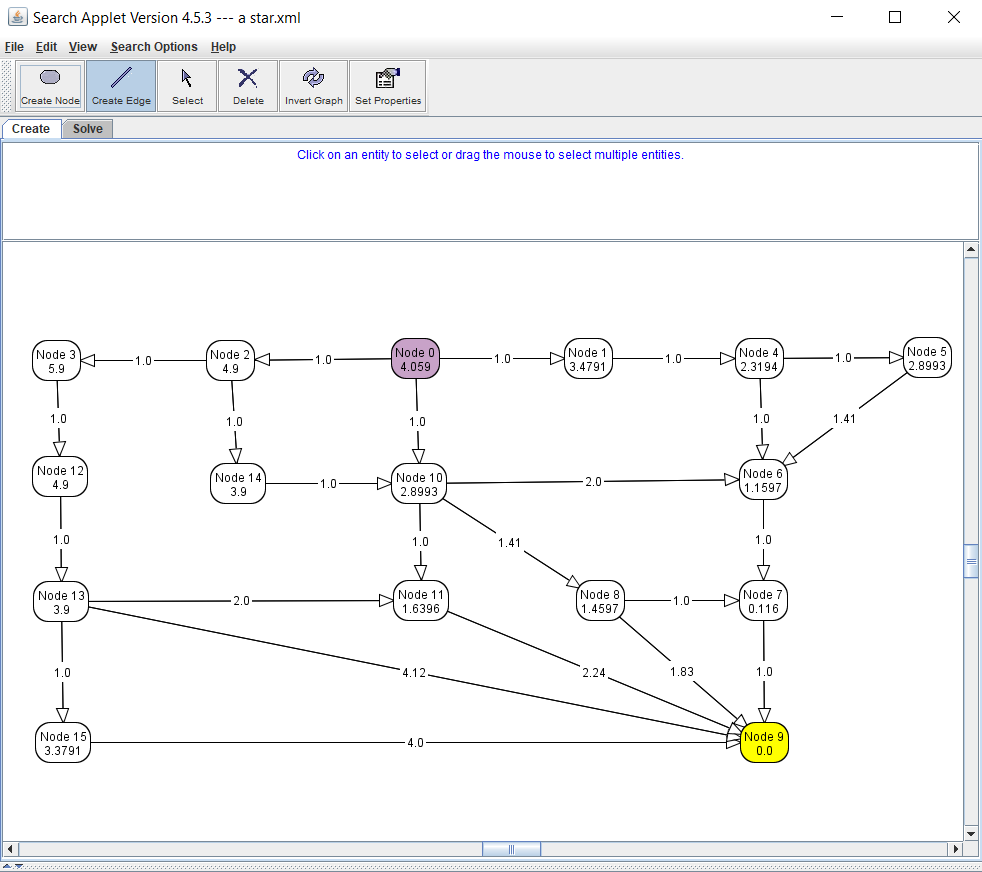 Search Applet Version 4.5.3 --- a star.xml
File Edit View Search Options Help
Create Node Create Edge Select Delete Invert Graph Set Properties
Create Solve
Click on an entity to select or drag the mouse to select multiple entities.
Node 3
5.9
1.0
Node 2
4.9
1.0
Node 0
4.059
1.0
Node 1
3.4791
1.0
Node 4
2.3194
1.0
Node 5
2.8993
1.0
1.0
1.0
1.0
1.41
Node 12
4.9
Node 14
3.9
1.0
Node 10
2.8993
2.0
Node 6
1.1597
1.0
1.0
1.41
1.0
Node 13
3.9
2.0
Node 11
1.6396
Node 8
1.4597
1.0
Node 7
0.116
1.0
4.12
2.24
1.83
1.0
Node 15
3.3791
4.0
Node 9
0.0